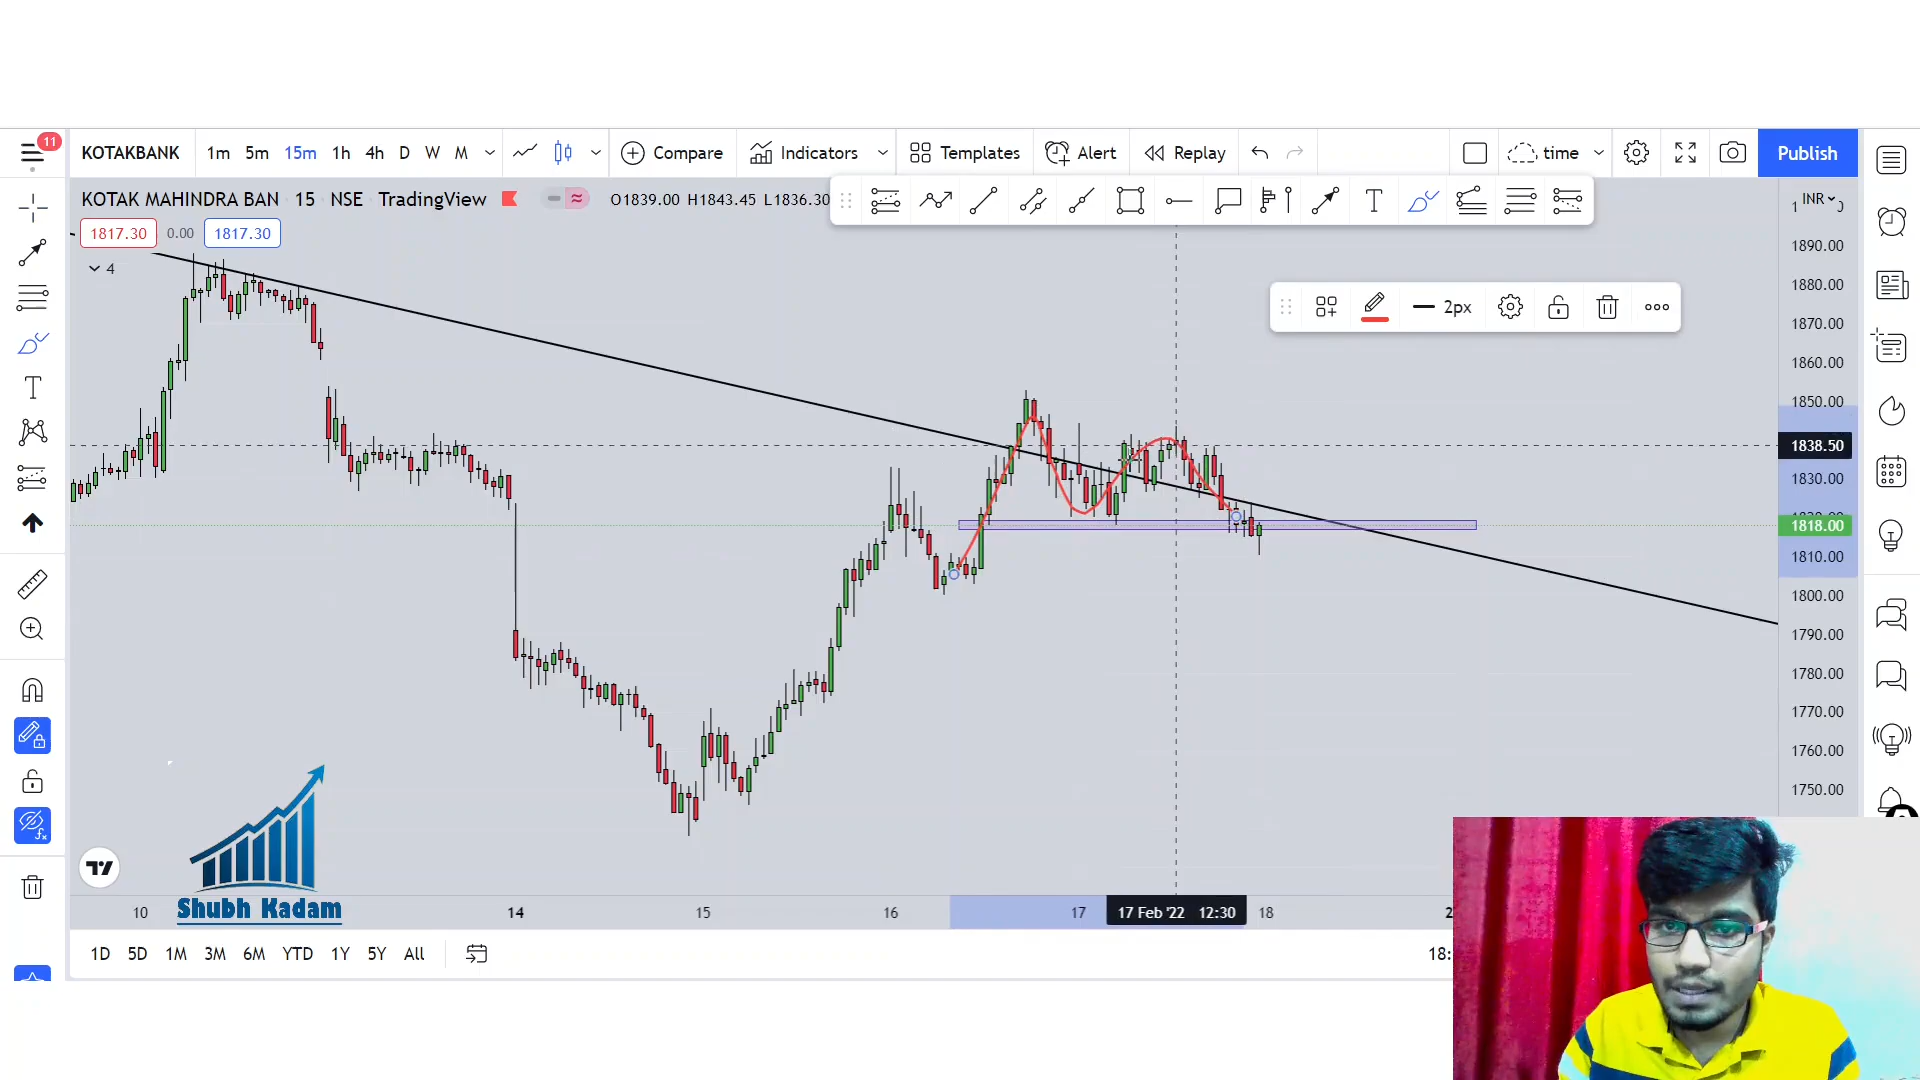 11
KOTAKBANK 1m 5m 15m 1h 4h D W M Compare Indicators Templates Alert Replay time Publish
KOTAK MAHINDRA BAN 15 NSE TradingView O1839.00 H1843.45 L1836.30 T INR
1817.30 0.00 1817.30
4
T
2px
1890.00
1880.00
1870.00
1860.00
1850.00
1838.50
1830.00
1818.00
1810.00
1800.00
1790.00
1780.00
1770.00
1760.00
1750.00
Shubh Kadam
10 14 15 16 17 17 Feb '22 12:30 18
1D 5D 1M 3M 6M YTD 1Y 5Y All 18: